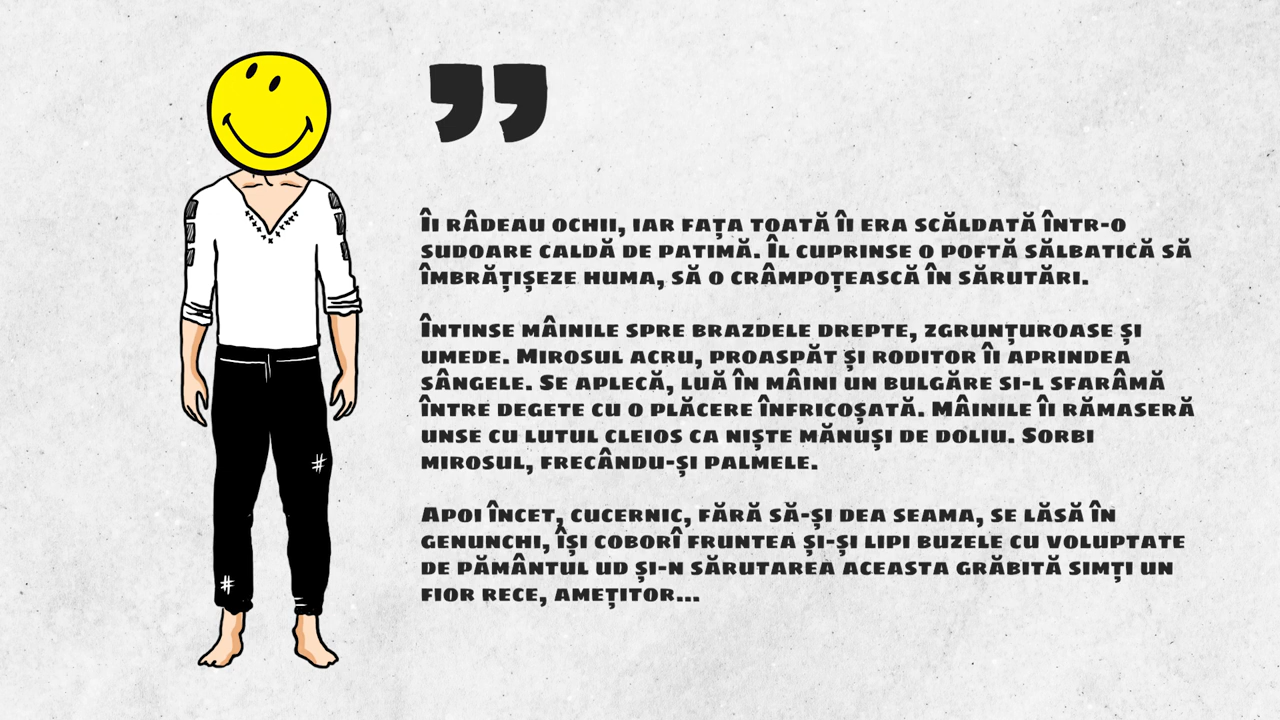 ”
Îi râdeau ochii, iar fața toată îi era scăldată într-o
sudoare caldă de patimă. Îl cuprinse o poftă sălbatică să
îmbrățișeze huma, să o crâmpoțească în sărutări.
Întinse mâinile spre brazdele drepte, zgrunțuroase și
umede. Mirosul acru, proaspăt și roditor îi aprindea
sângele. Se aplecă, luă în mâini un bulgăre si-l sfarâmă
între degete cu o plăcere înfricoșată. Mâinile îi rămaseră
unse cu lutul cleios ca niște mănuși de doliu. Sorbi
mirosul, frecându-și palmele.
Apoi încet, cucernic, fără să-și dea seama, se lăsă în
genunchi, își coborî fruntea și-și lipi buzele cu voluptate
de pământul ud și-n sărutarea aceasta grăbită simți un
fior rece, amețitor...